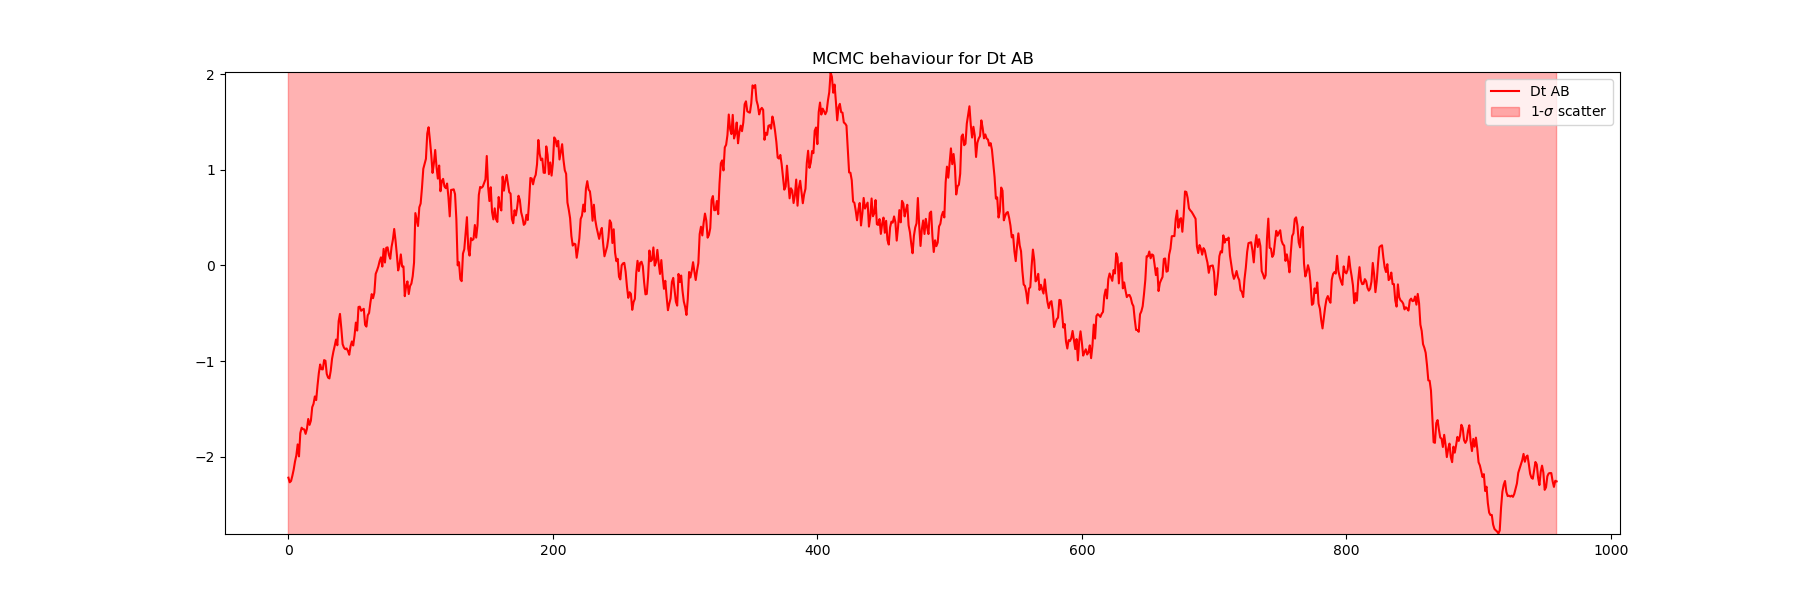 MCMC behaviour for Dt AB
Dt AB
1-σ scatter
2
1
0
−1
−2
0 200 400 600 800 1000